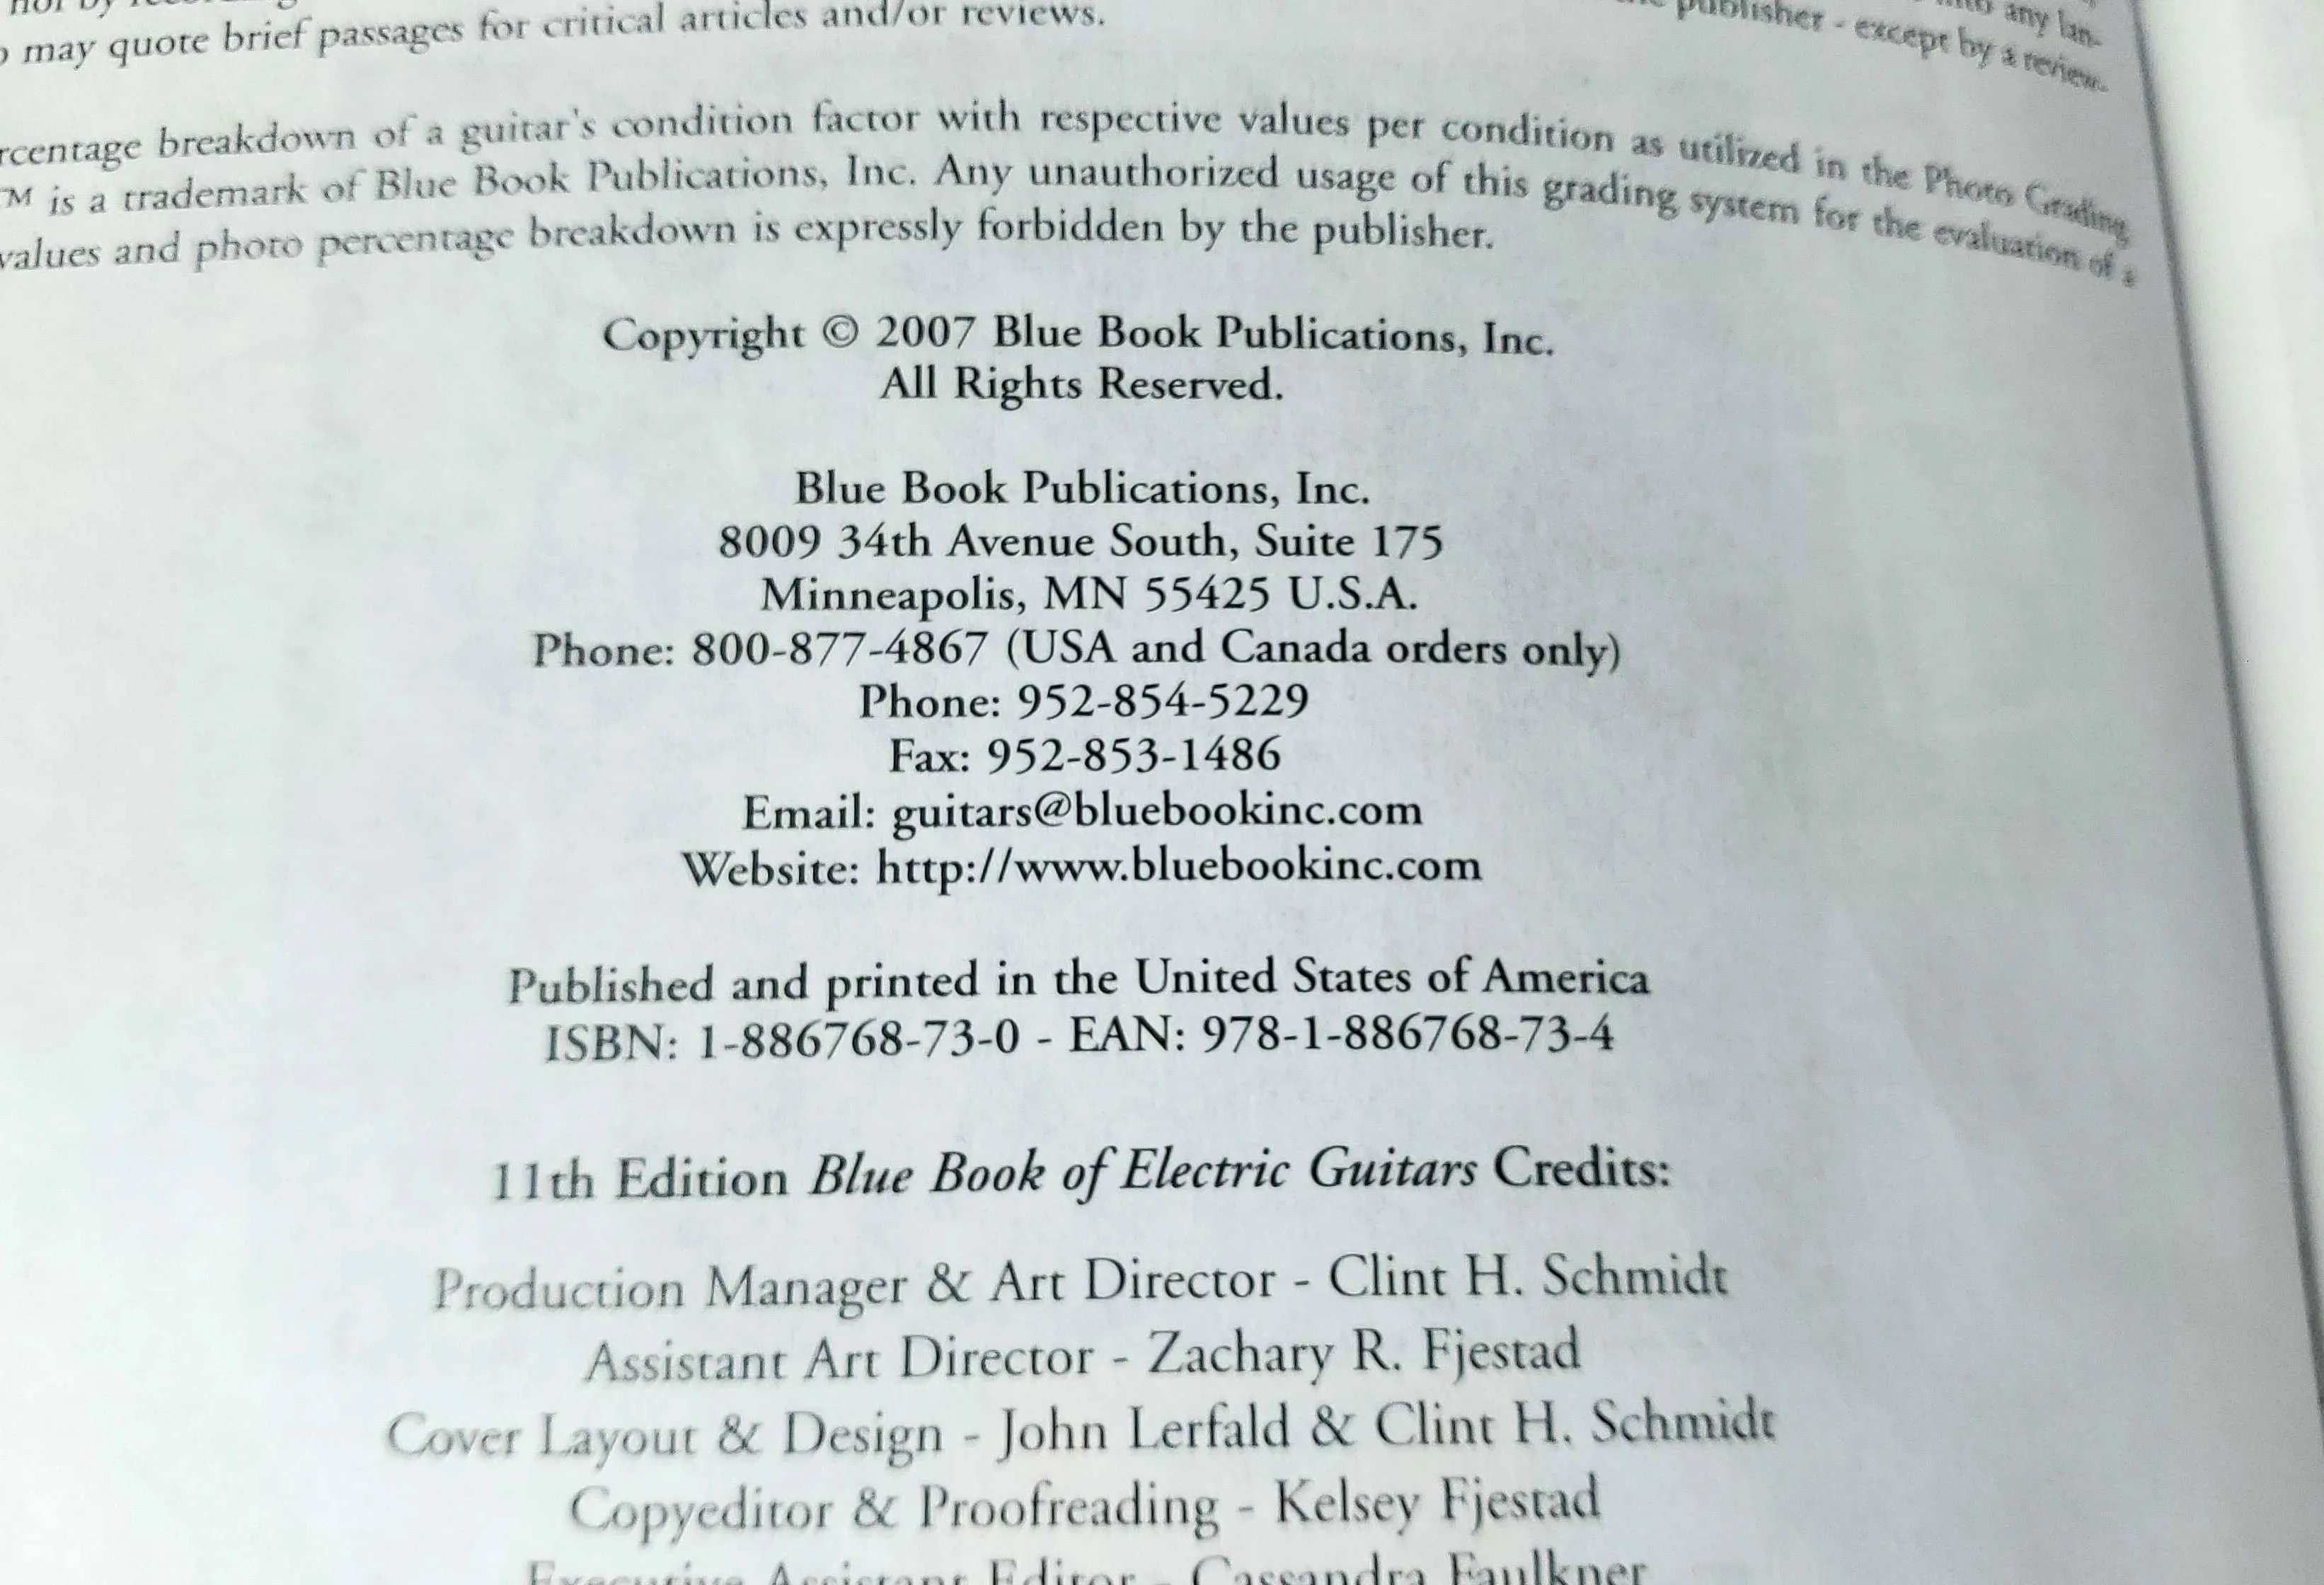 may quote brief passages for critical articles and/or reviews.
any lan-
publisher - except by a review-
rcentage breakdown of a guitar's condition factor with respective values per condition as utilized in the Photo Grading
™ is a trademark of Blue Book Publications, Inc. Any unauthorized usage of this grading system for the evaluation of a
values and photo percentage breakdown is expressly forbidden by the publisher.
Copyright © 2007 Blue Book Publications, Inc.
All Rights Reserved.
Blue Book Publications, Inc.
8009 34th Avenue South, Suite 175
Minneapolis, MN 55425 U.S.A.
Phone: 800-877-4867 (USA and Canada orders only)
Phone: 952-854-5229
Fax: 952-853-1486
Email: guitars@bluebookinc.com
Website: http://www.bluebookinc.com
Published and printed in the United States of America
ISBN: 1-886768-73-0 - EAN: 978-1-886768-73-4
11th Edition Blue Book of Electric Guitars Credits:
Production Manager & Art Director - Clint H. Schmidt
Assistant Art Director - Zachary R. Fjestad
Cover Layout & Design - John Lerfald & Clint H. Schmidt
Copyeditor & Proofreading - Kelsey Fjestad
Executive Assistant Editor - Cassandra Faulkner